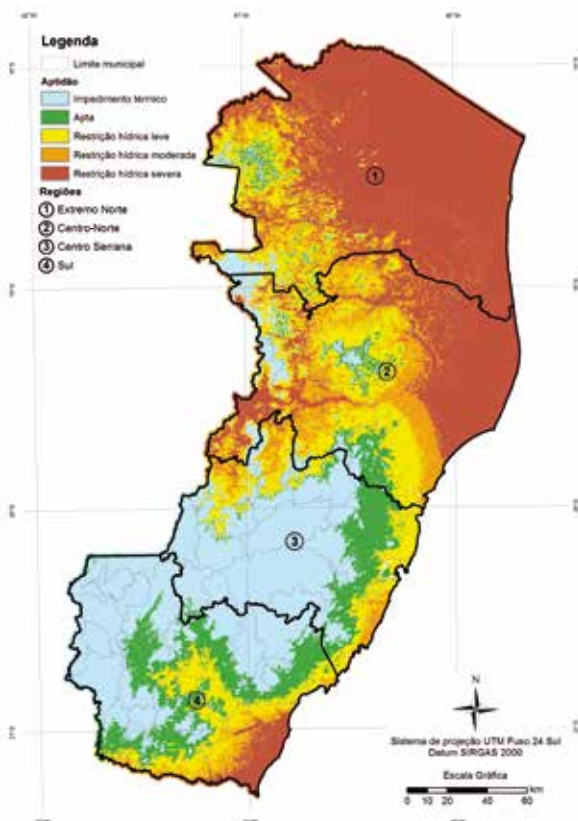 Legenda
Limite municipal
Aptidão
Impedimento térmico
Apta
Restrição hídrica leve
Restrição hídrica moderada
Restrição hídrica severa
Regiões
1 Extremo Norte
2 Centro-Norte
3 Centro Serrana
4 Sul
1
2
3
4
N
Sistema de projeção UTM Fuso 24 Sul
Datum SIRGAS 2000
Escala Gráfica
km
0 10 20 40 60